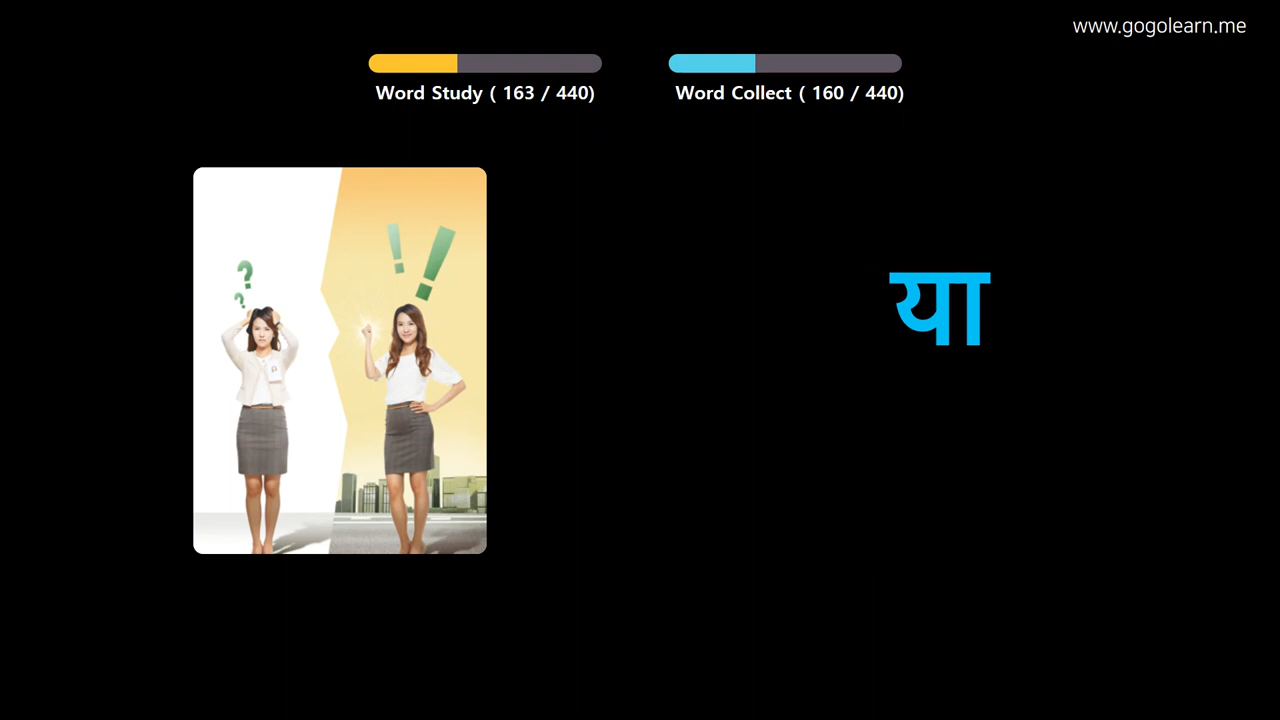 www.gogolearn.me
Word Study ( 163 / 440)
Word Collect ( 160 / 440)
? ?
! !
या